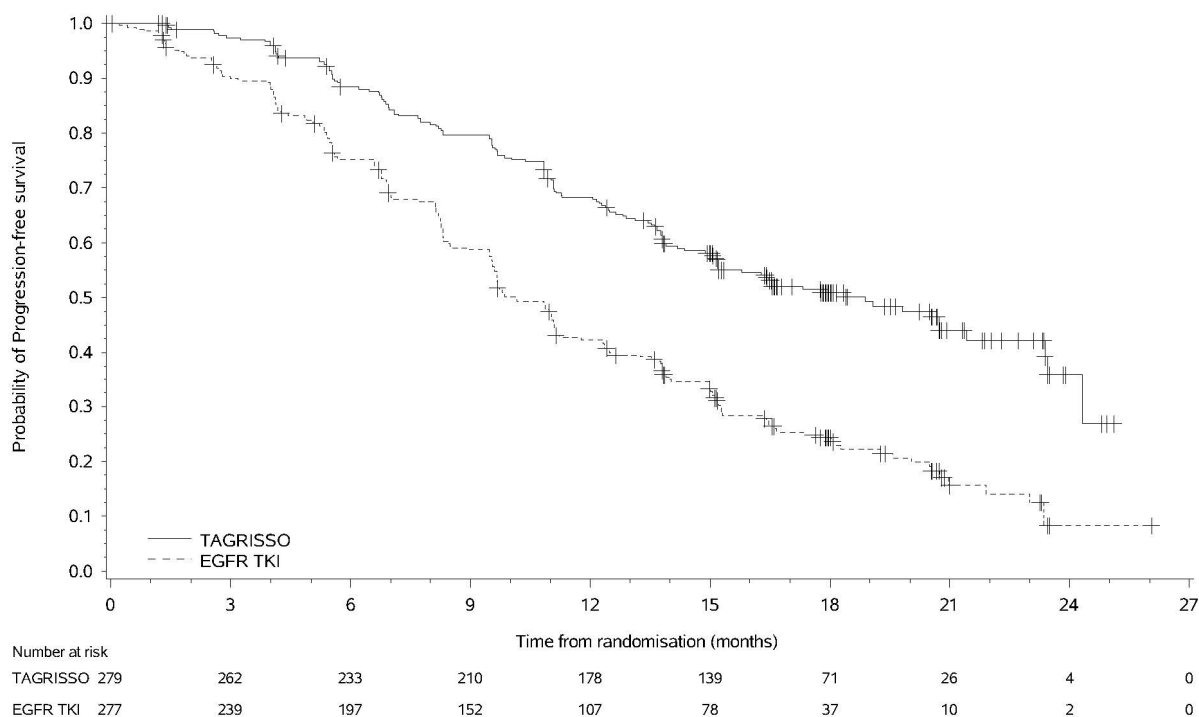 1.0
0.9
0.8
0.7
0.6
0.5
0.4
0.3
0.2
0.1
0.0
Probability of Progression-free survival
TAGRISSO
EGFR TKI
0 3 6 9 12 15 18 21 24 27
Time from randomisation (months)
Number at risk
TAGRISSO 279 262 233 210 178 139 71 26 4 0
EGFR TKI 277 239 197 152 107 78 37 10 2 0